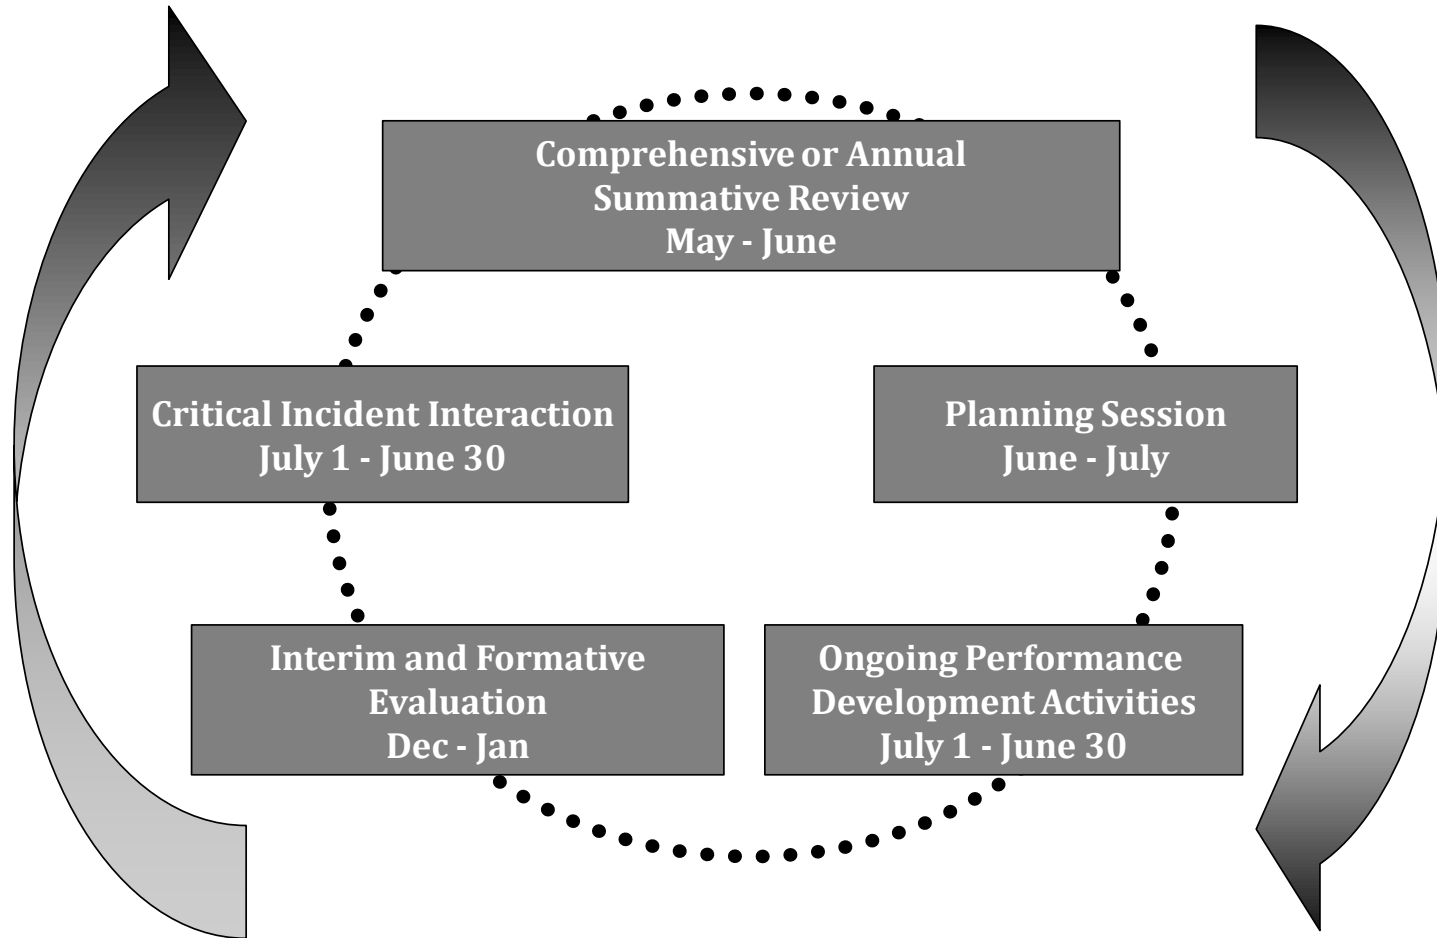 Comprehensive or Annual
Summative Review
May - June
Critical Incident Interaction
July 1 - June 30
Planning Session
June - July
Interim and Formative
Evaluation
Dec - Jan
Ongoing Performance
Development Activities
July 1 - June 30